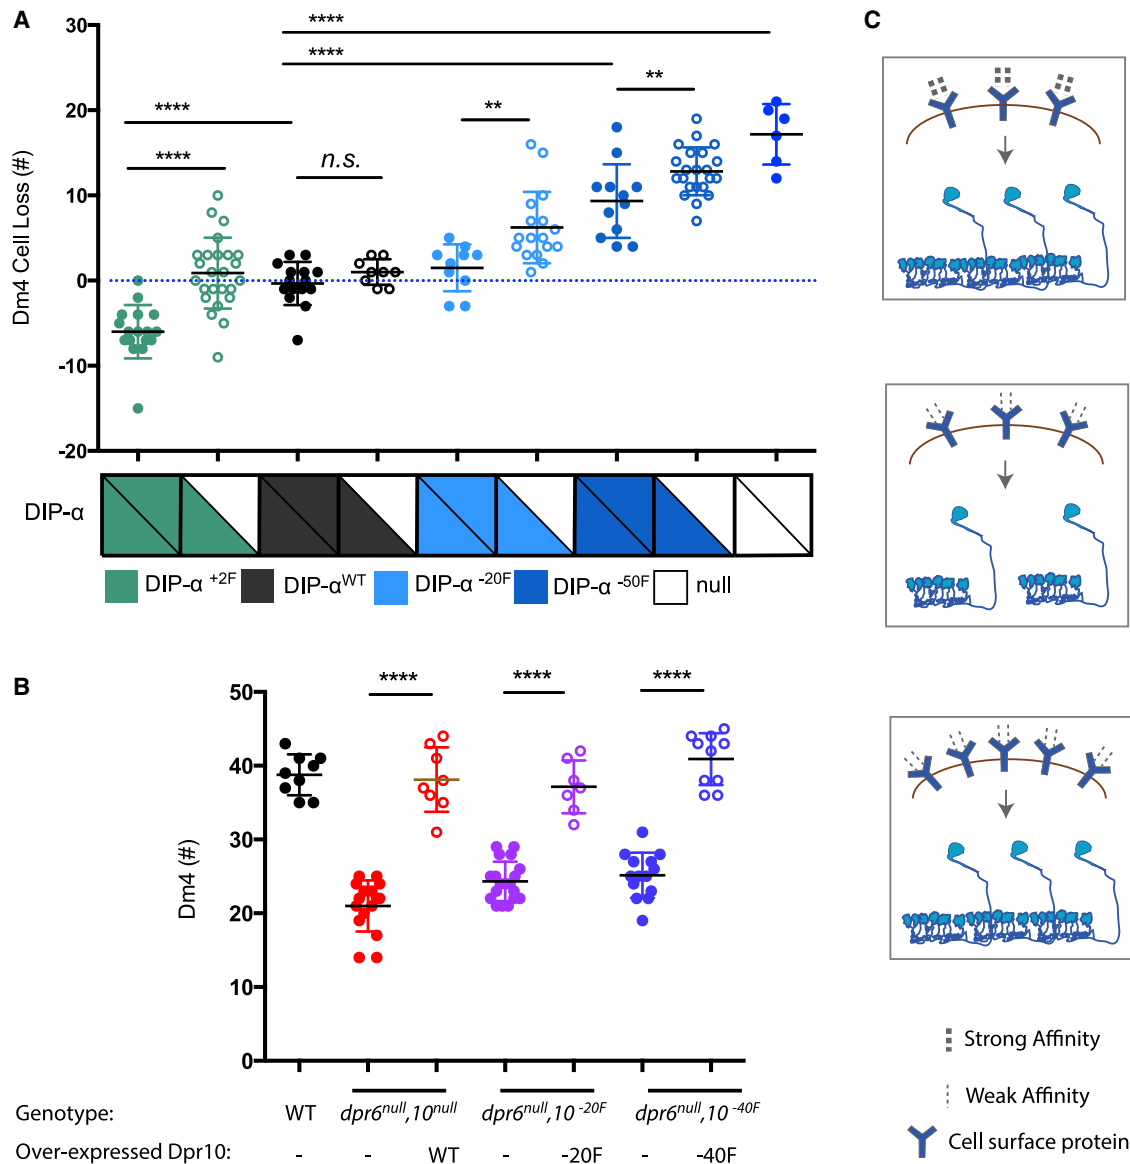 A
C
30
20
10
0
-10
-20
Dm4 Cell Loss (#)
****
****
****
****
n.s.
**
**
DIP-α
DIP-α +2F
DIP-α WT
DIP-α -20F
DIP-α -50F
null
B
50
40
30
20
10
0
Dm4 (#)
****
****
****
Genotype: WT dpr6null,10null dpr6null,10-20F dpr6null,10-40F
Over-expressed Dpr10: - - WT - -20F - -40F
Strong Affinity
Weak Affinity
Cell surface protein